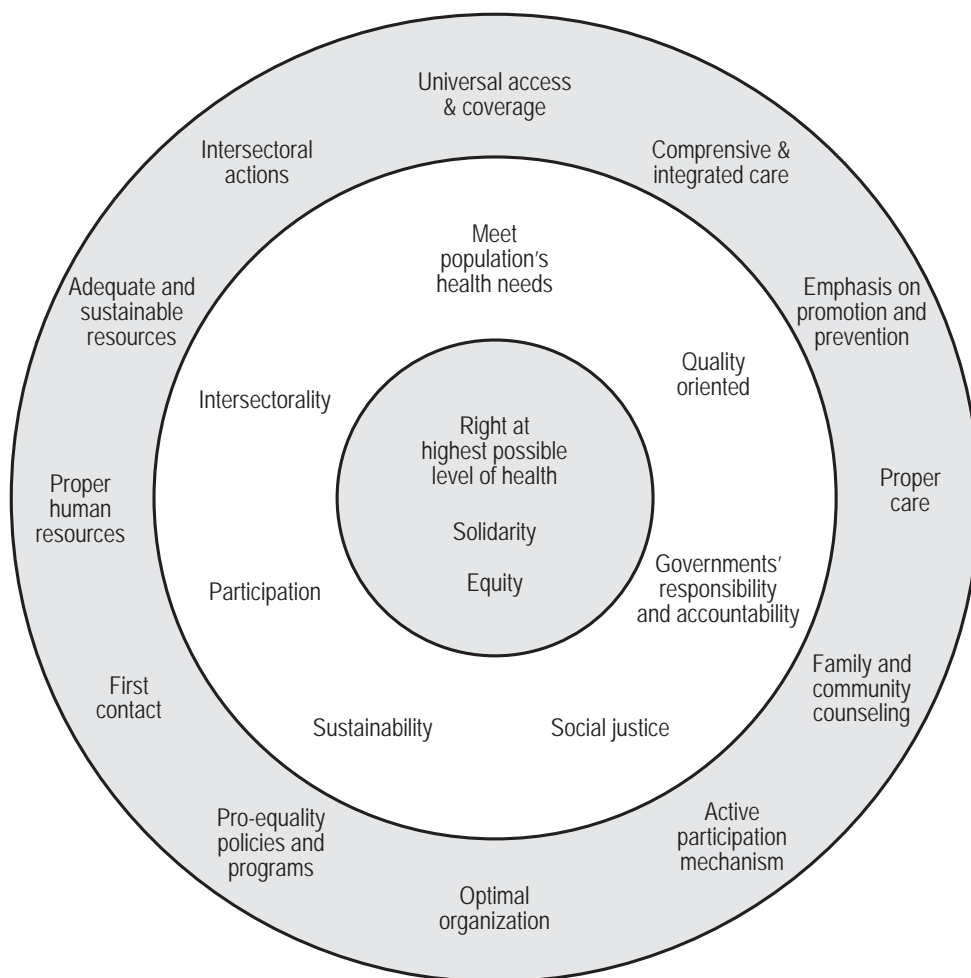 Universal access
& coverage
Comprensive &
integrated care
Emphasis on
promotion and
prevention
Proper
care
Family and
community
counseling
Active
participation
mechanism
Optimal
organization
Pro-equality
policies and
programs
First
contact
Proper
human
resources
Adequate and
sustainable
resources
Intersectoral
actions
Meet
population’s
health needs
Quality
oriented
Governments’
responsibility
and accountability
Social justice
Sustainability
Participation
Intersectorality
Right at
highest possible
level of health
Solidarity
Equity